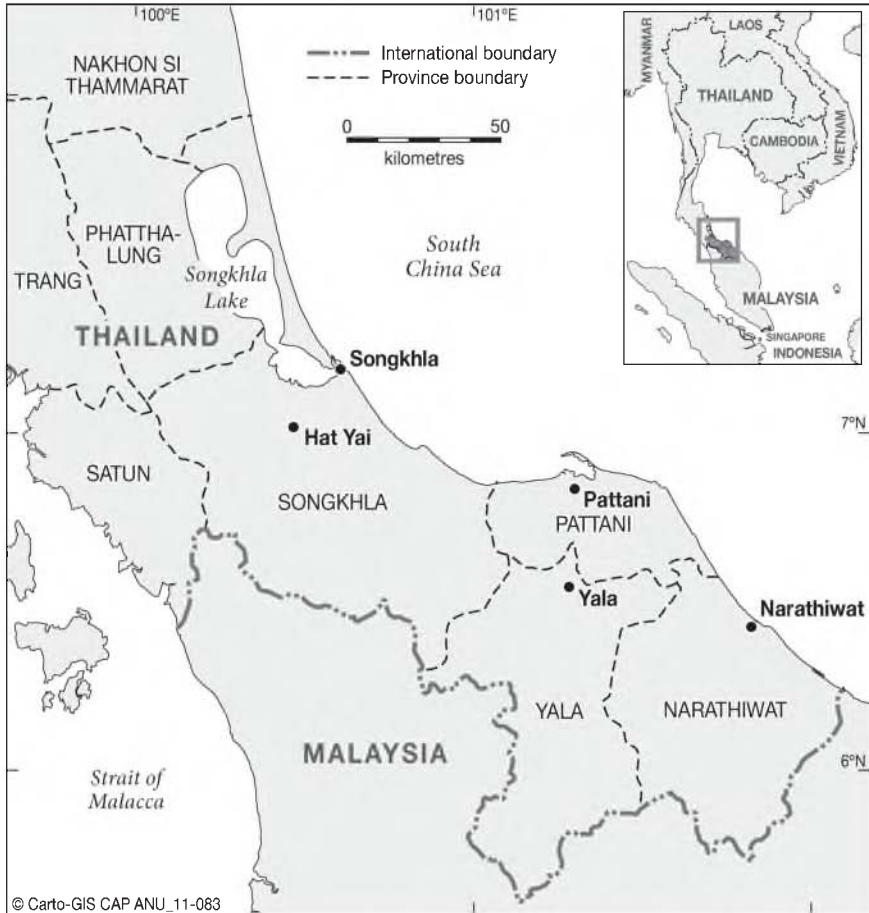 100°E
101°E
NAKHON SI
THAMMARAT
International boundary
Province boundary
0
50
kilometres
PHATTHA-
LUNG
Songkhla
Lake
TRANG
THAILAND
South
China Sea
Songkhla
Hat Yai
7°N
SATUN
SONGKHLA
Pattani
PATTANI
Yala
Narathiwat
YALA
NARATHIWAT
MALAYSIA
6°N
Strait of
Malacca
© Carto-GIS CAP ANU_11-083
MYANMAR
LAOS
THAILAND
CAMBODIA
VIETNAM
MALAYSIA
SINGAPORE
INDONESIA